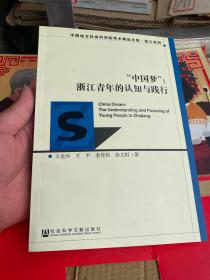 中国地方社会科学院学术精品文库·浙江系列
“中国梦”：
浙江青年的认知与践行
China Dream:
The Understanding and Pursuing of
Young People in Zhejiang
S
王金玲 王平 姜佳将 徐文财 | 著
社会科学文献出版社